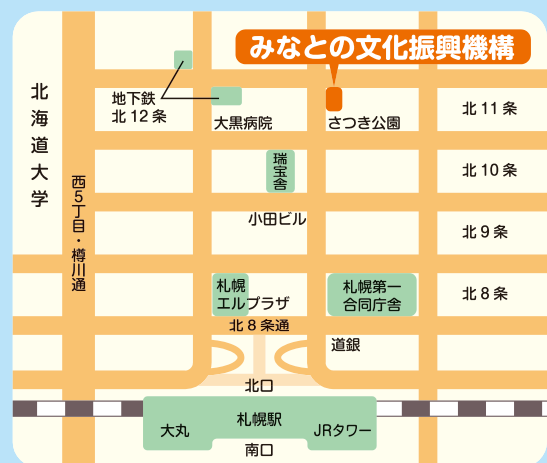 みなとの文化振興機構
北海道大学
地下鉄
北12条
大黒病院
さつき公園
北11条
瑞宝舎
北10条
西5丁目・樽川通
小田ビル
北9条
札幌
エルプラザ
札幌第一
合同庁舎
北8条
北8条通
道銀
北口
大丸
札幌駅
JRタワー
南口